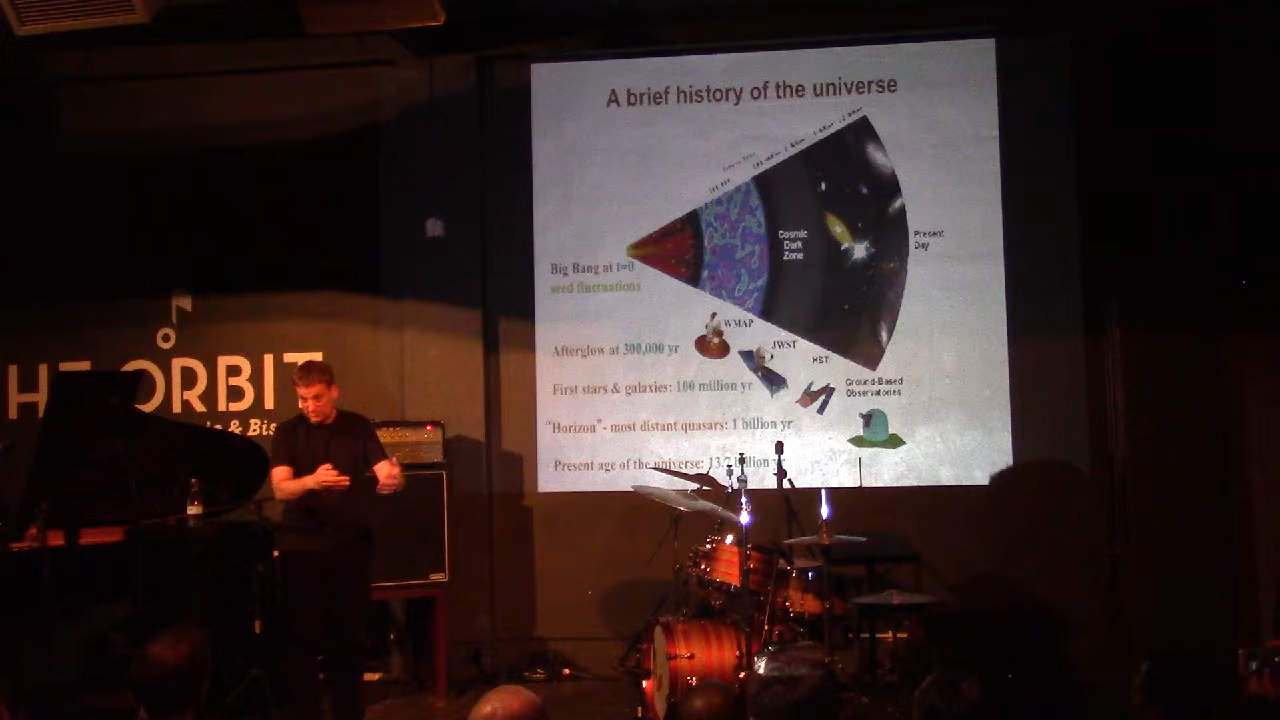 A brief history of the universe
Cosmic
Dark
Zone
Present
Day
Big Bang at t=0
seed fluctuations
WMAP
Afterglow at 300,000 yr
JWST
HST
First stars & galaxies: 100 million yr
Ground-Based
Observatories
"Horizon"- most distant quasars: 1 billion yr
Present age of the universe: 13.7 billion yr
HE ORBIT
& Bis